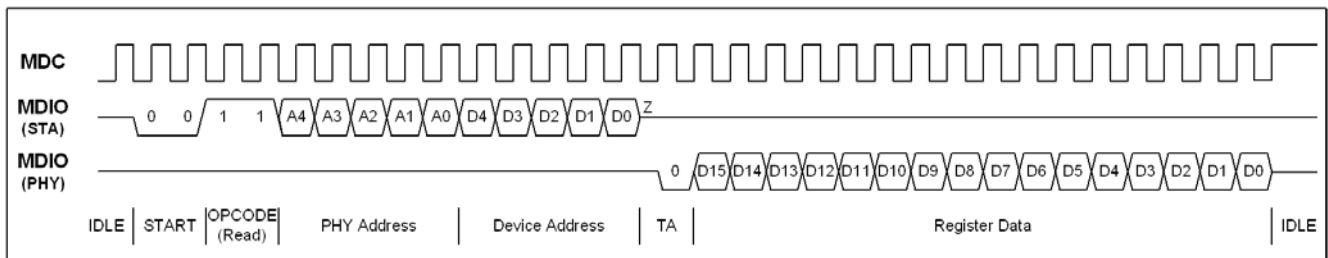 MDC
MDIO (STA) 0 0 1 1 A4 A3 A2 A1 A0 D4 D3 D2 D1 D0 Z
MDIO (PHY) 0 D15 D14 D13 D12 D11 D10 D9 D8 D7 D6 D5 D4 D3 D2 D1 D0
IDLE START OPCODE (Read) PHY Address Device Address TA Register Data IDLE